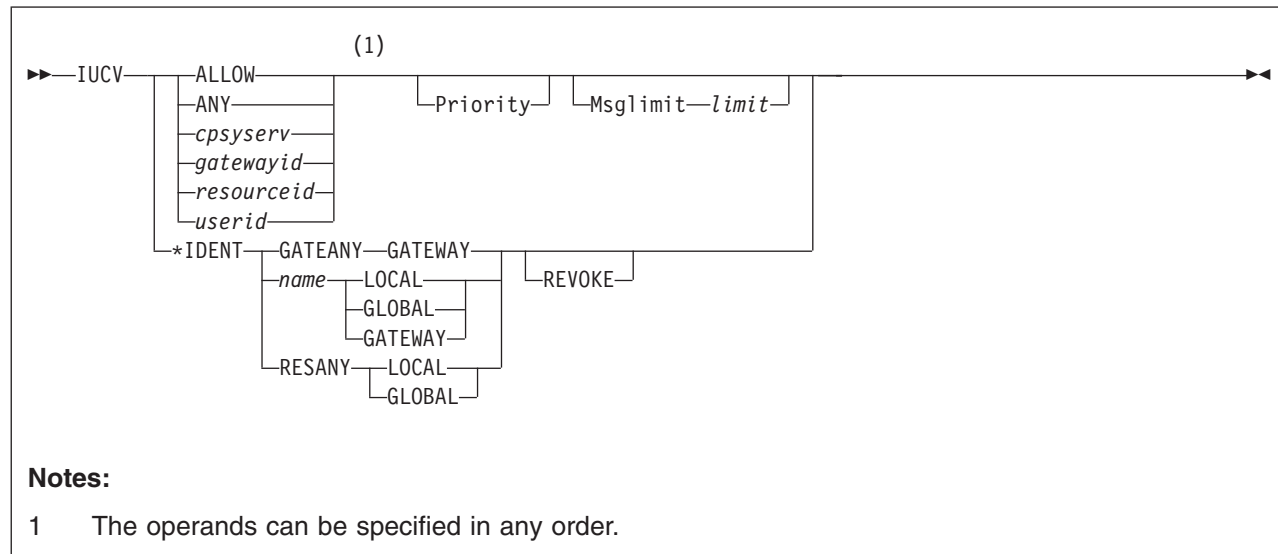 (1)
IUCV ALLOW
ANY Priority Msglimit limit
cpsyserv
gatewayid
resourceid
userid
*IDENT GATEANY GATEWAY
name LOCAL REVOKE
GLOBAL
GATEWAY
RESANY LOCAL
GLOBAL
Notes:
1 The operands can be specified in any order.